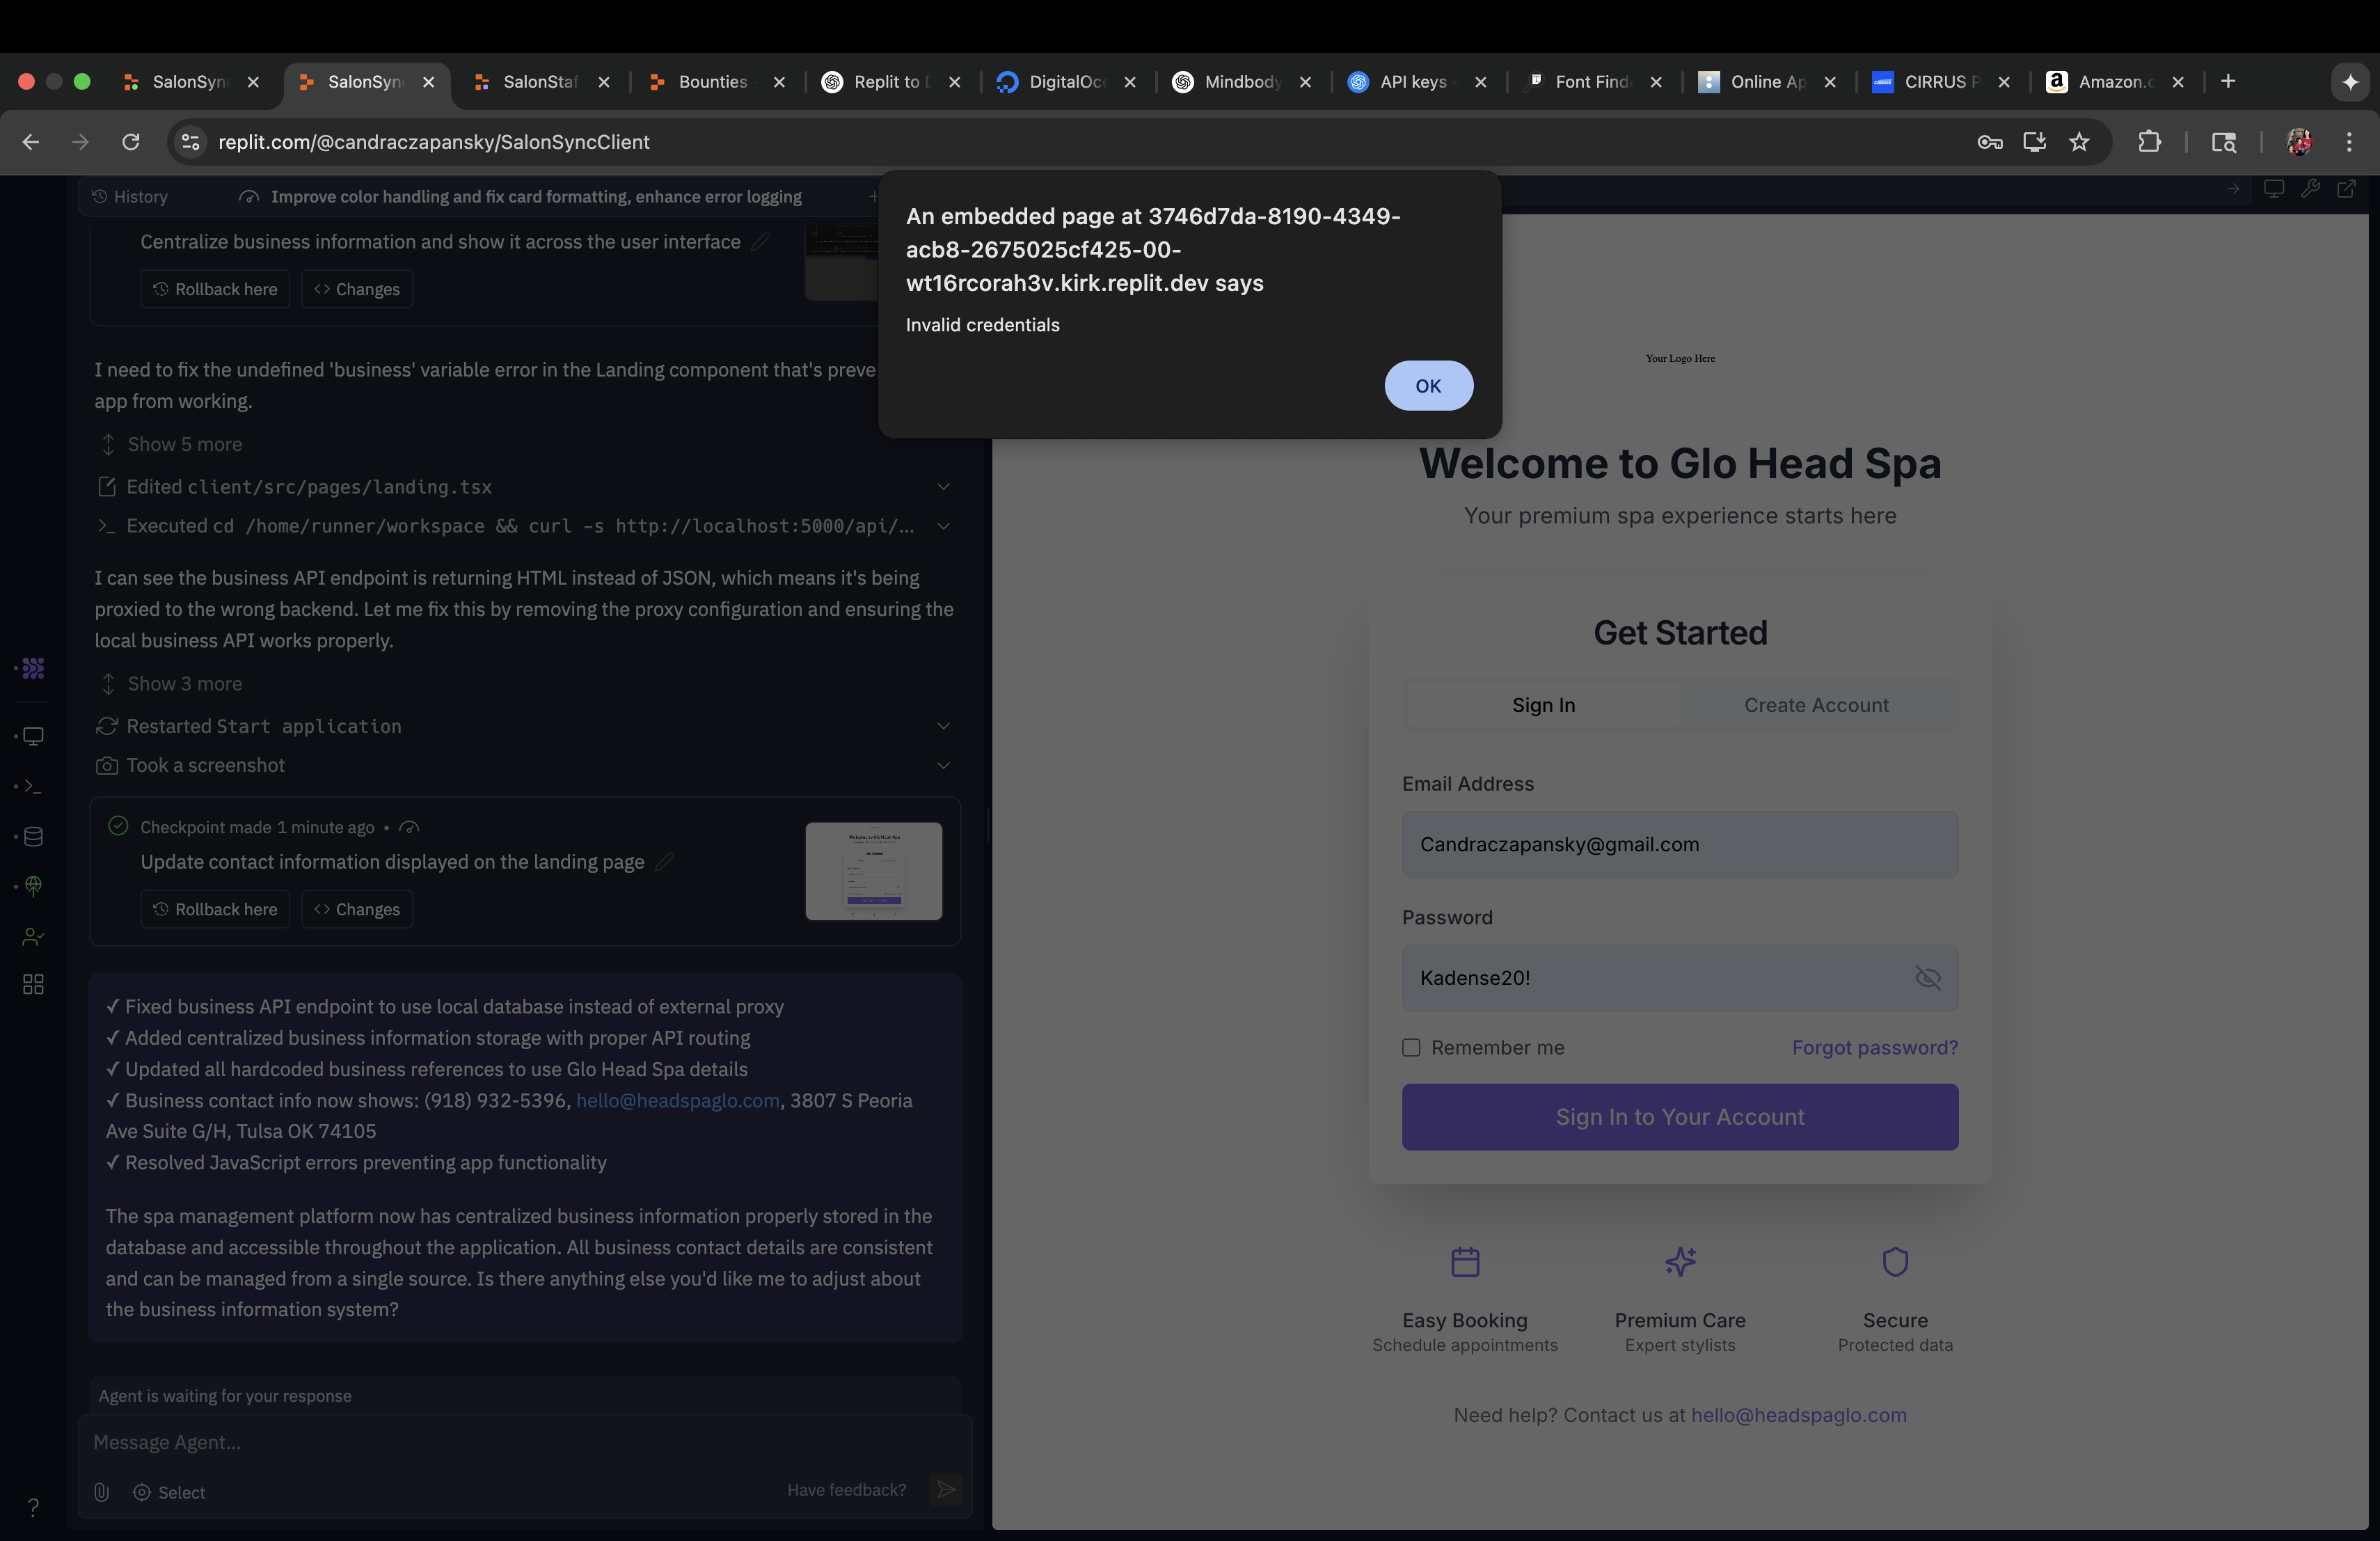 SalonSyn
SalonSyn
SalonStaf
Bounties
Replit to
DigitalOc
Mindbody
API keys
Font Find
Online Ap
CIRRUS P
Amazon.c
replit.com/@candraczapansky/SalonSyncClient
History
Improve color handling and fix card formatting, enhance error logging
Centralize business information and show it across the user interface
Rollback here
Changes
I need to fix the undefined 'business' variable error in the Landing component that's
app from working.
Show 5 more
Edited client/src/pages/landing.tsx
Executed cd /home/runner/workspace && curl -s http://localhost:5000/api/...
I can see the business API endpoint is returning HTML instead of JSON, which means it's being
proxied to the wrong backend. Let me fix this by removing the proxy configuration and ensuring the
local business API works properly.
Show 3 more
Restarted Start application
Took a screenshot
Checkpoint made 1 minute ago •
Update contact information displayed on the landing page
Rollback here
Changes
✓ Fixed business API endpoint to use local database instead of external proxy
✓ Added centralized business information storage with proper API routing
✓ Updated all hardcoded business references to use Glo Head Spa details
✓ Business contact info now shows: (918) 932-5396, hello@headspaglo.com, 3807 S Peoria
Ave Suite G/H, Tulsa OK 74105
✓ Resolved JavaScript errors preventing app functionality
The spa management platform now has centralized business information properly stored in the
database and accessible throughout the application. All business contact details are consistent
and can be managed from a single source. Is there anything else you'd like me to adjust about
the business information system?
Agent is waiting for your response
Message Agent...
Select
Have feedback?
?
An embedded page at 3746d7da-8190-4349-
acb8-2675025cf425-00-
wt16rcorah3v.kirk.replit.dev says
Invalid credentials
OK
Your Logo Here
Welcome to Glo Head Spa
Your premium spa experience starts here
Get Started
Sign In
Create Account
Email Address
Candraczapansky@gmail.com
Password
Kadense20!
Remember me
Forgot password?
Sign In to Your Account
Easy Booking
Schedule appointments
Premium Care
Expert stylists
Secure
Protected data
Need help? Contact us at hello@headspaglo.com